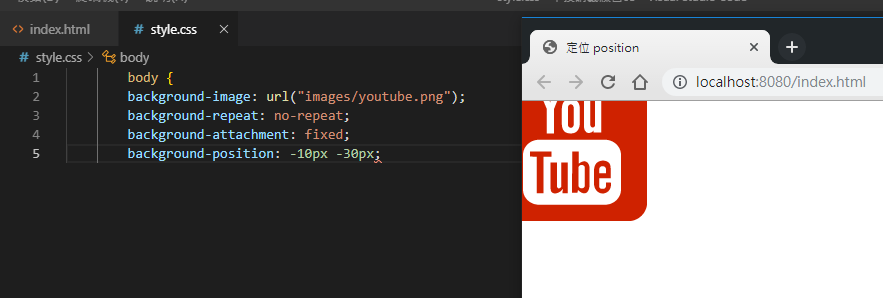 index.html
# style.css
定位 position
# style.css > body
localhost:8080/index.html
1 body {
2 background-image: url("images/youtube.png");
3 background-repeat: no-repeat;
4 background-attachment: fixed;
5 background-position: -10px -30px;
You
Tube